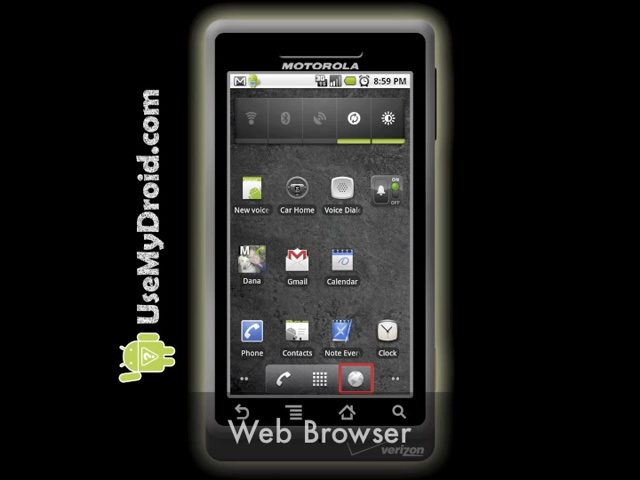 UseMyDroid.com
MOTOROLA
3G
8:59 PM
New voice
Car Home
Voice Dial
ON
OFF
M
Dana
Gmail
Calendar
Phone
Contacts
Note Ever
Clock
Web Browser
verizon